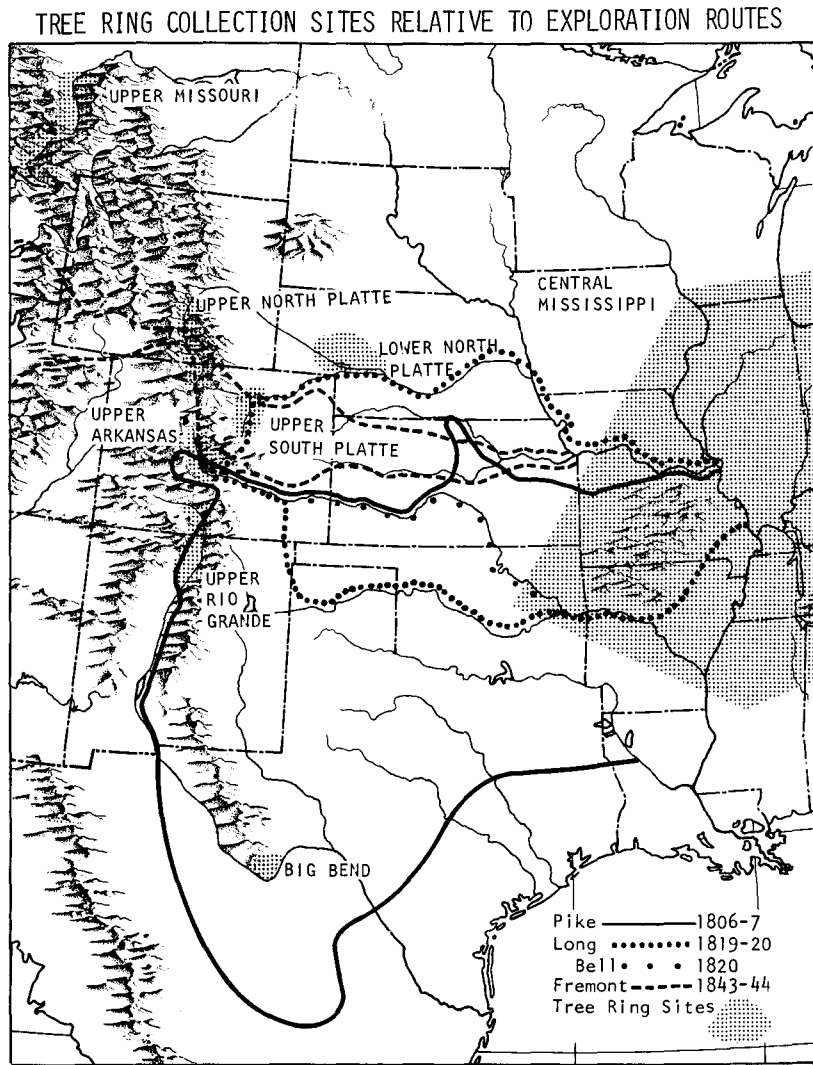 TREE RING COLLECTION SITES RELATIVE TO EXPLORATION ROUTES
UPPER MISSOURI
CENTRAL
MISSISSIPPI
UPPER NORTH PLATTE
LOWER NORTH
PLATTE
UPPER
ARKANSAS
UPPER
SOUTH PLATTE
UPPER
RIO
GRANDE
BIG BEND
Pike 1806-7
Long 1819-20
Bell 1820
Fremont 1843-44
Tree Ring Sites